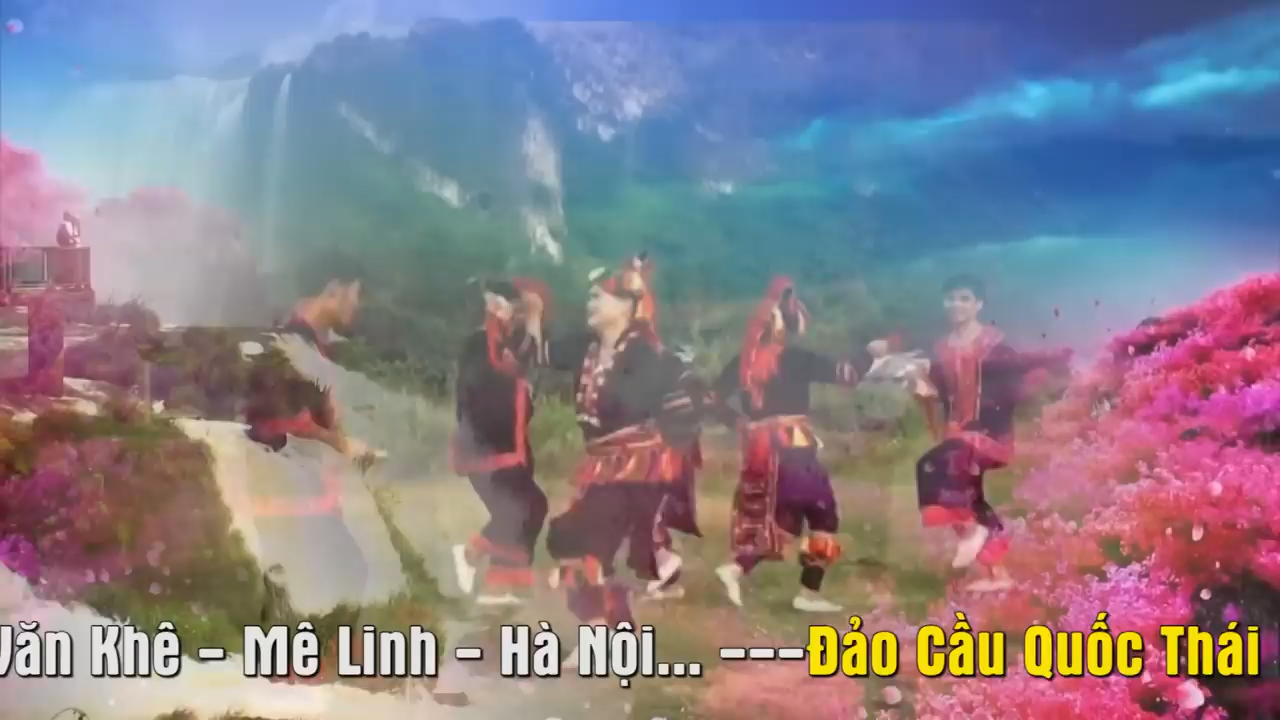 Văn Khê - Mê Linh - Hà Nội... ---Đảo Cầu Quốc Thái